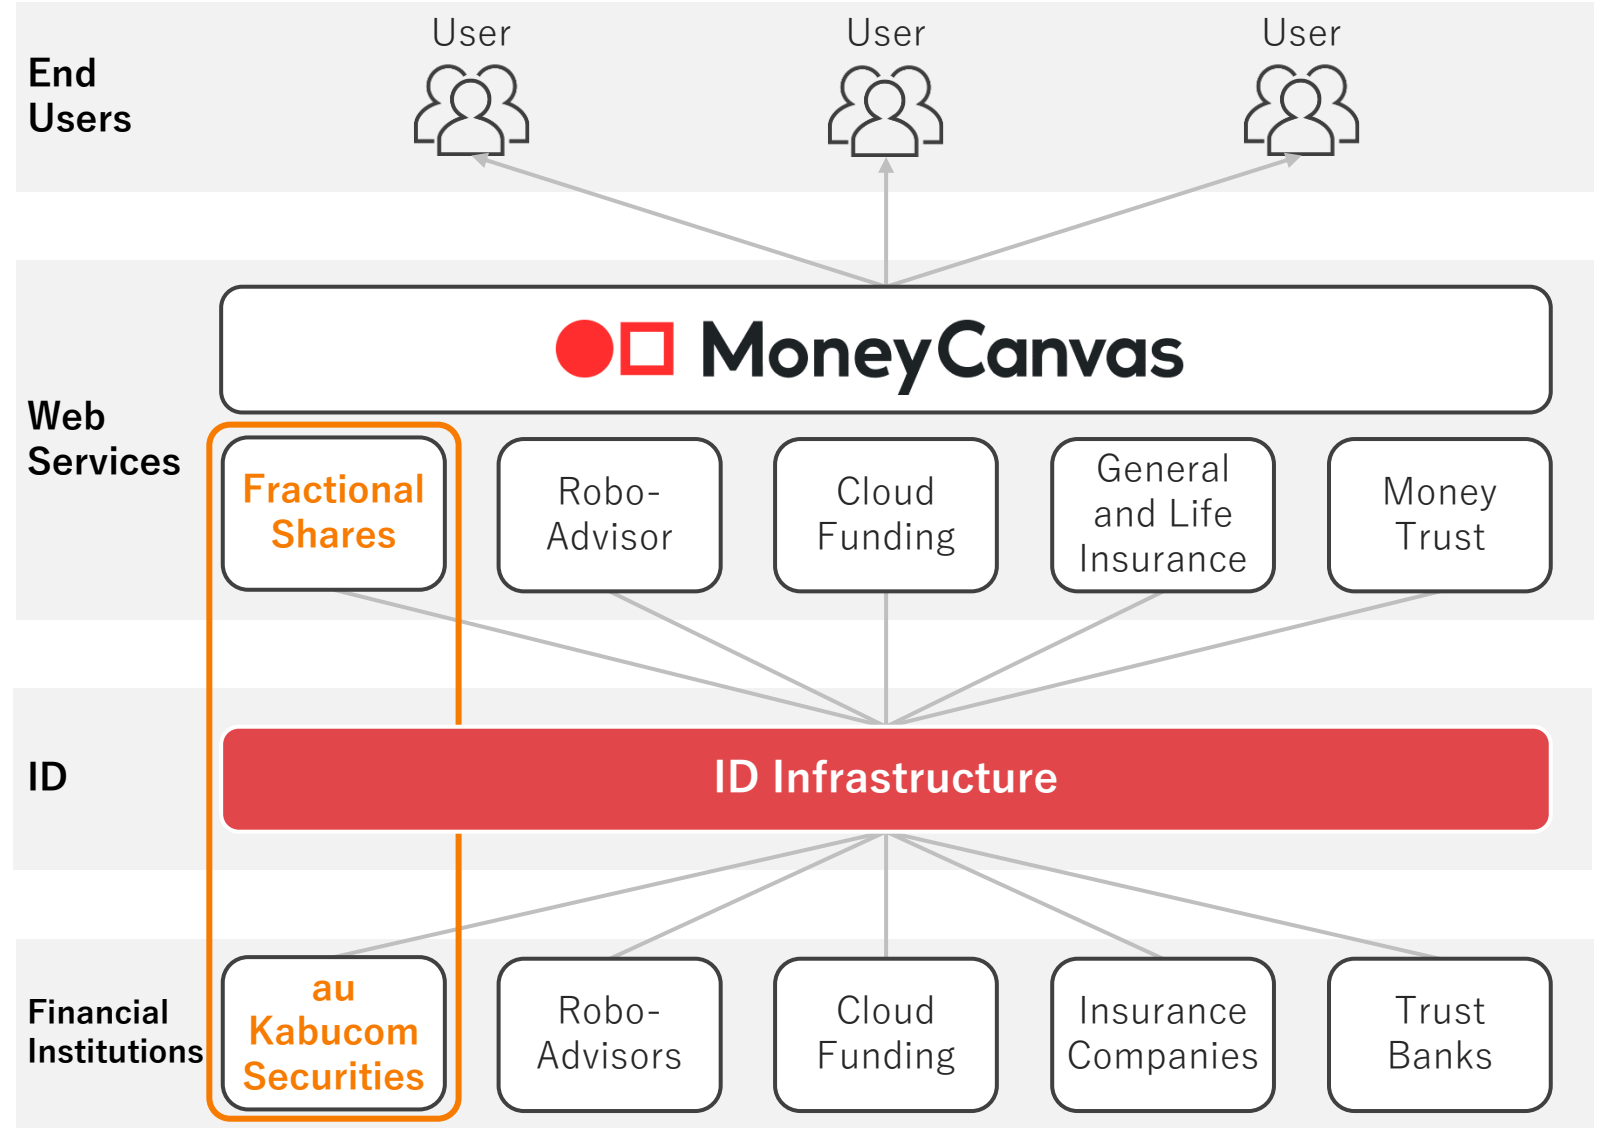 User
User
User
End
Users
MoneyCanvas
Web
Services
Fractional
Shares
Robo-
Advisor
Cloud
Funding
General
and Life
Insurance
Money
Trust
ID
ID Infrastructure
Financial
Institutions
au
Kabucom
Securities
Robo-
Advisors
Cloud
Funding
Insurance
Companies
Trust
Banks